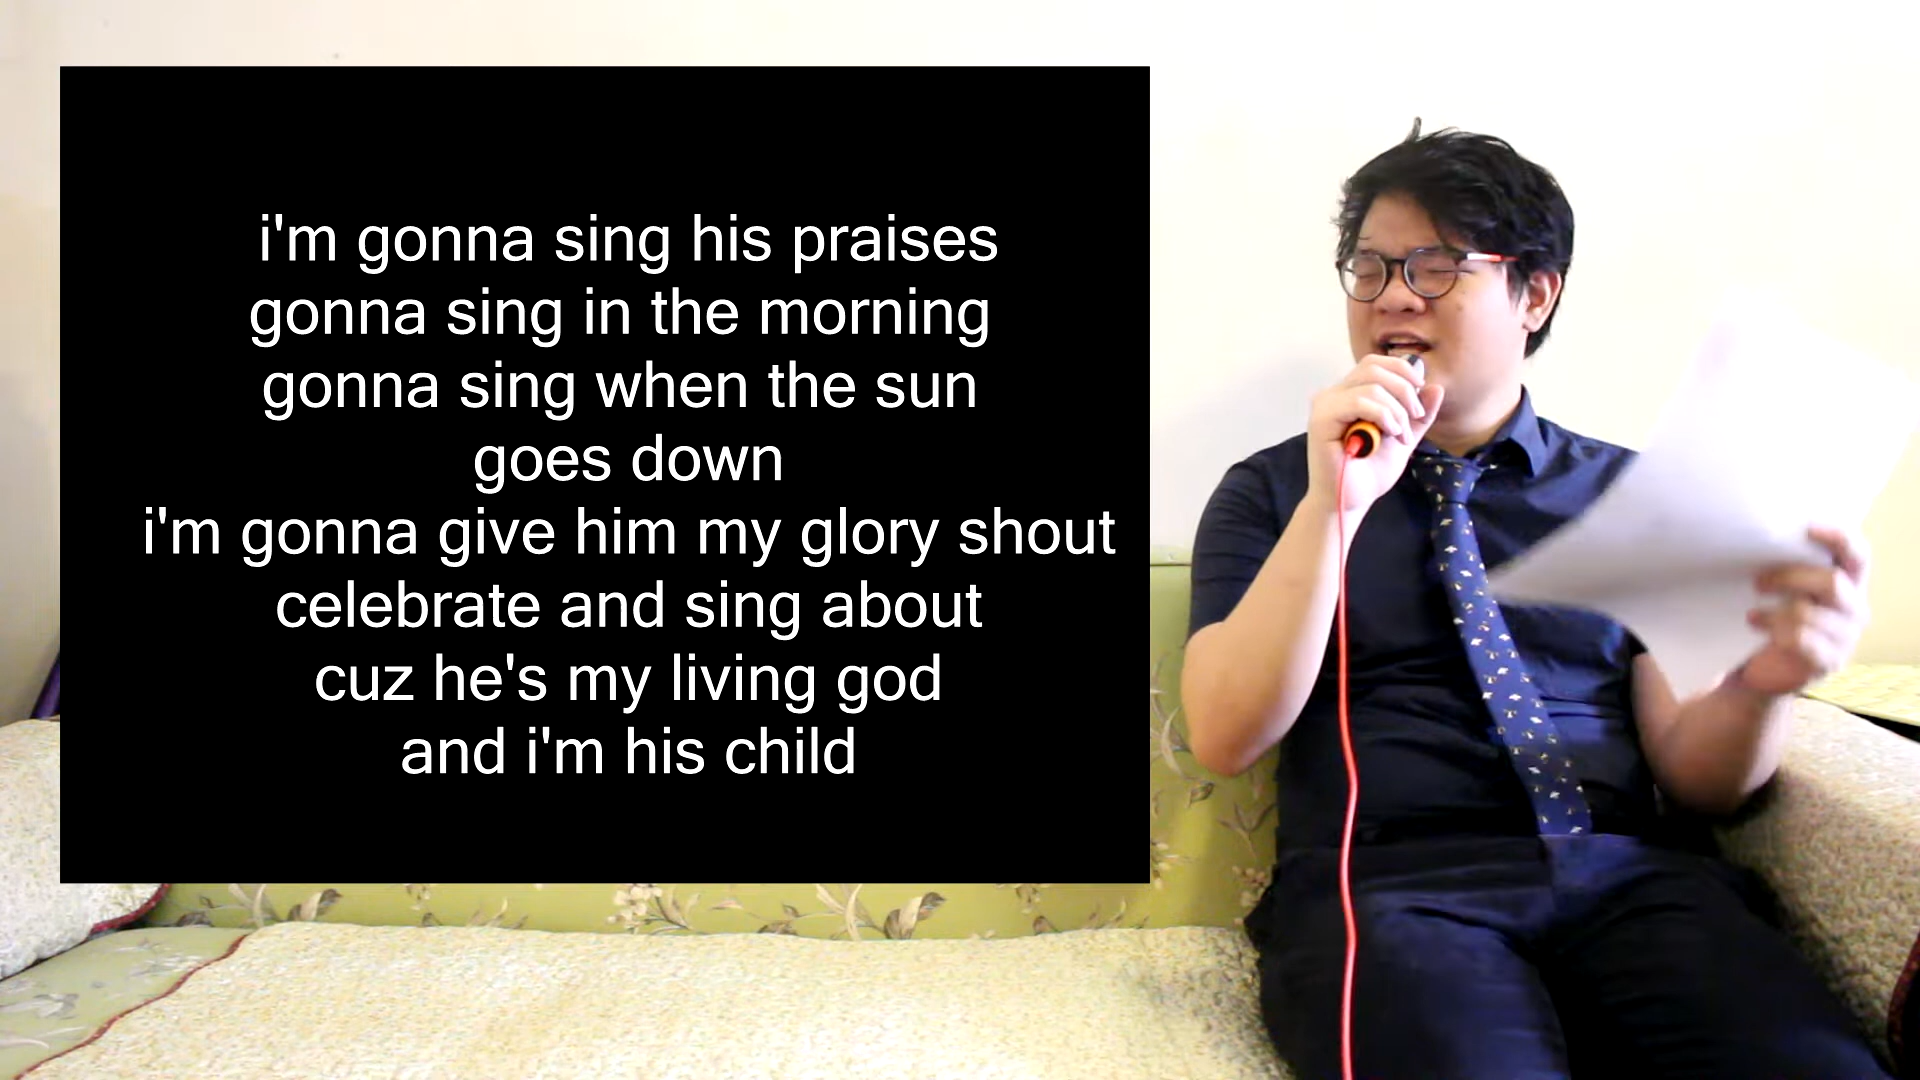 i'm gonna sing his praises
gonna sing in the morning
gonna sing when the sun
goes down
i'm gonna give him my glory shout
celebrate and sing about
cuz he's my living god
and i'm his child